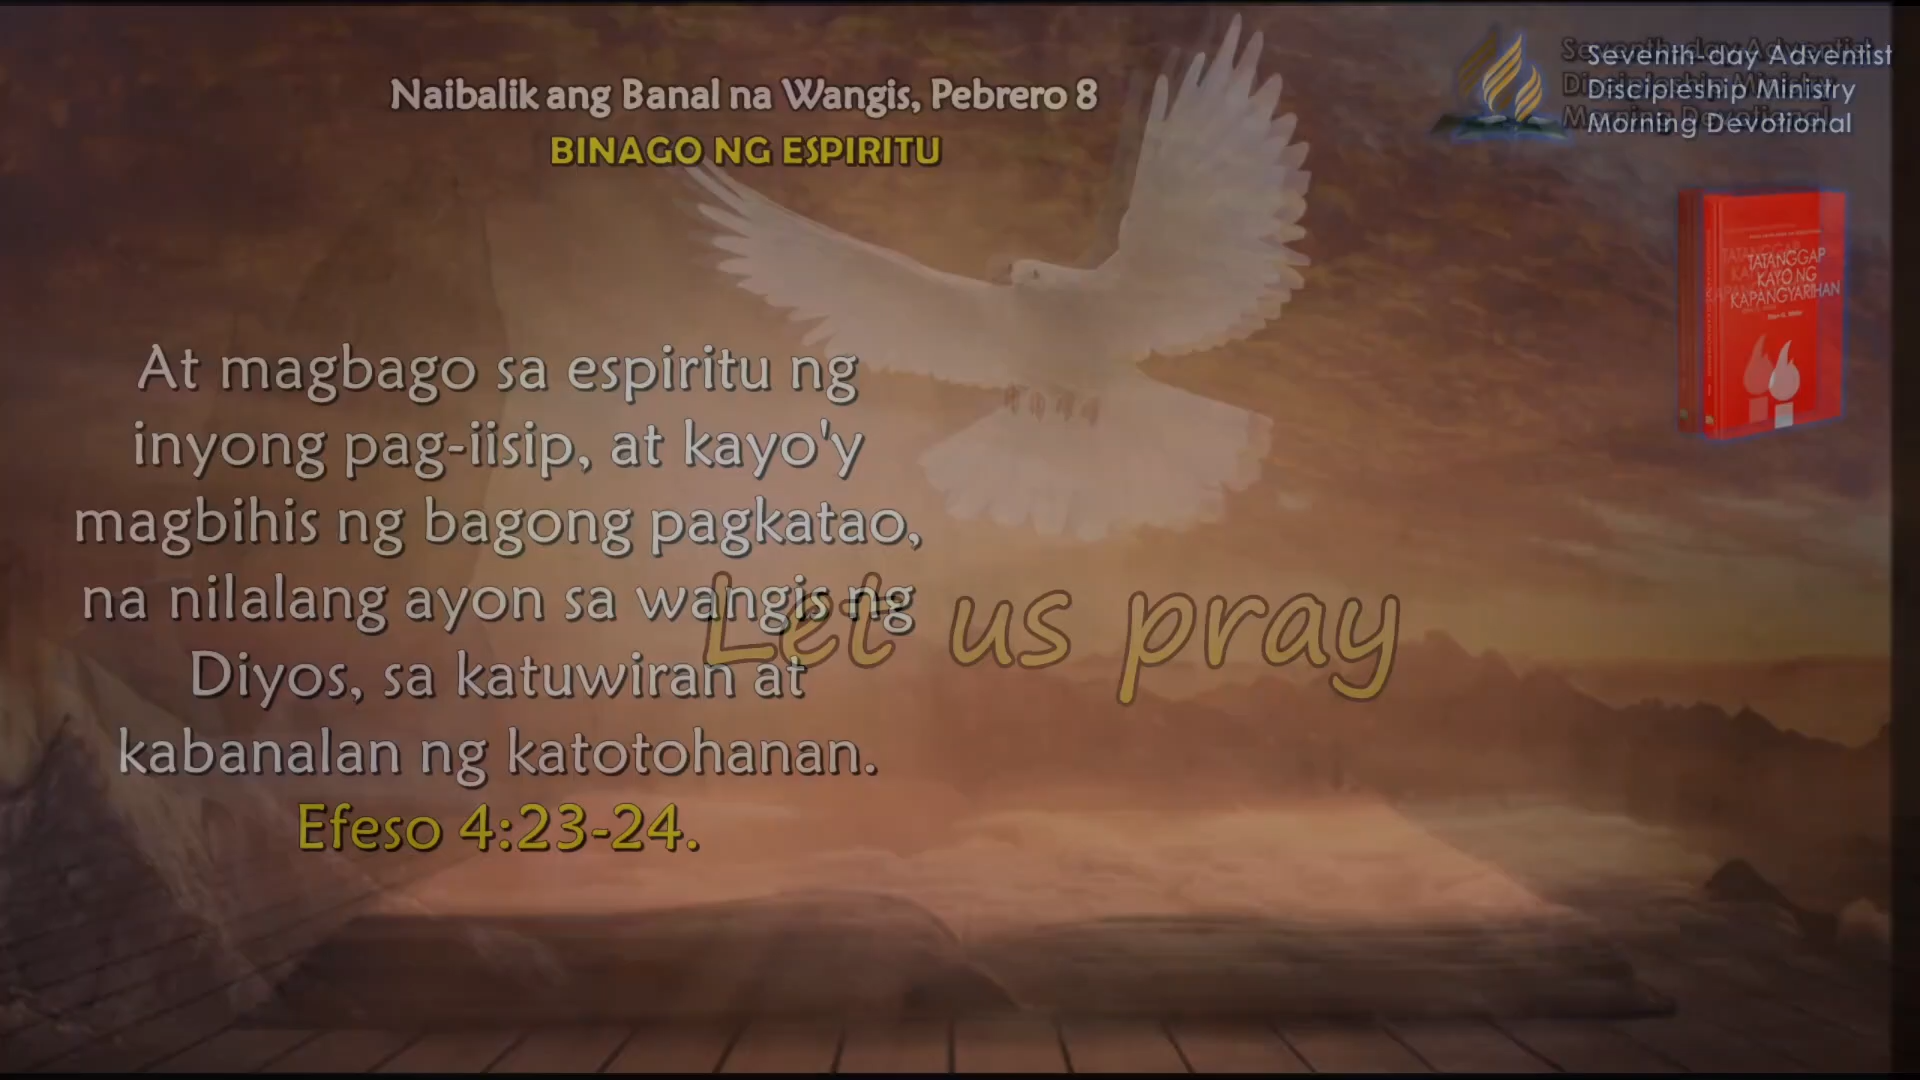 Naibalik ang Banal na Wangis, Pebrero 8
BINAGO NG ESPIRITU
Seventh-day Adventist
Discipleship Ministry
Morning Devotional
TATANGGAP
KAYO NG
KAPANGYARIHAN
Ellen G. White
At magbago sa espiritu ng
inyong pag-iisip, at kayo'y
magbihis ng bagong pagkatao,
na nilalang ayon sa wangis ng
Diyos, sa katuwiran at
kabanalan ng katotohanan.
Efeso 4:23-24.
Let us pray